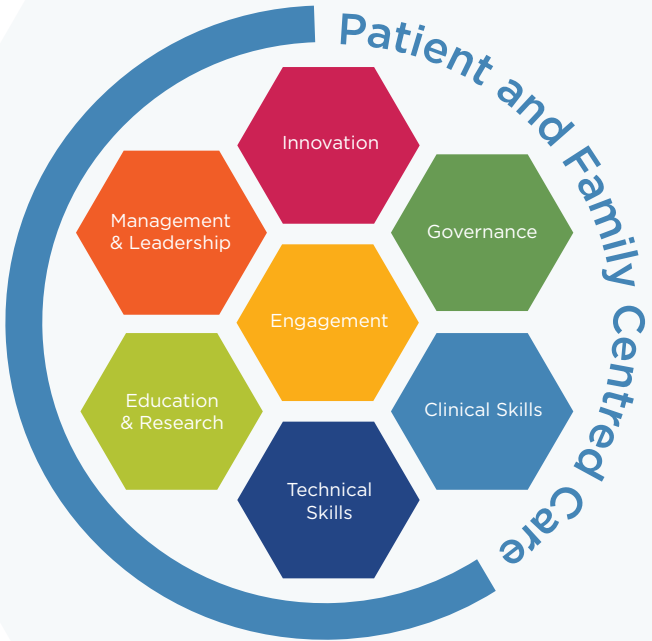 Patient and Family Centred Care
Innovation
Management
& Leadership
Governance
Engagement
Education
& Research
Clinical Skills
Technical
Skills